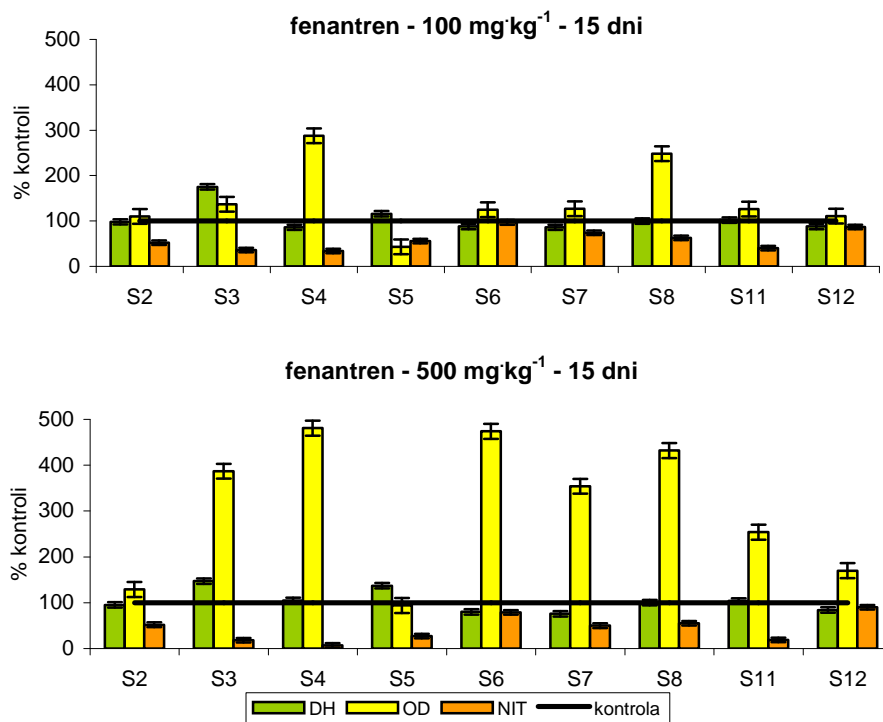 fenantren - 100 mg·kg⁻¹ - 15 dni
% kontroli
500
400
300
200
100
0
S2 S3 S4 S5 S6 S7 S8 S11 S12
fenantren - 500 mg·kg⁻¹ - 15 dni
% kontroli
500
400
300
200
100
0
S2 S3 S4 S5 S6 S7 S8 S11 S12
DH OD NIT kontrola